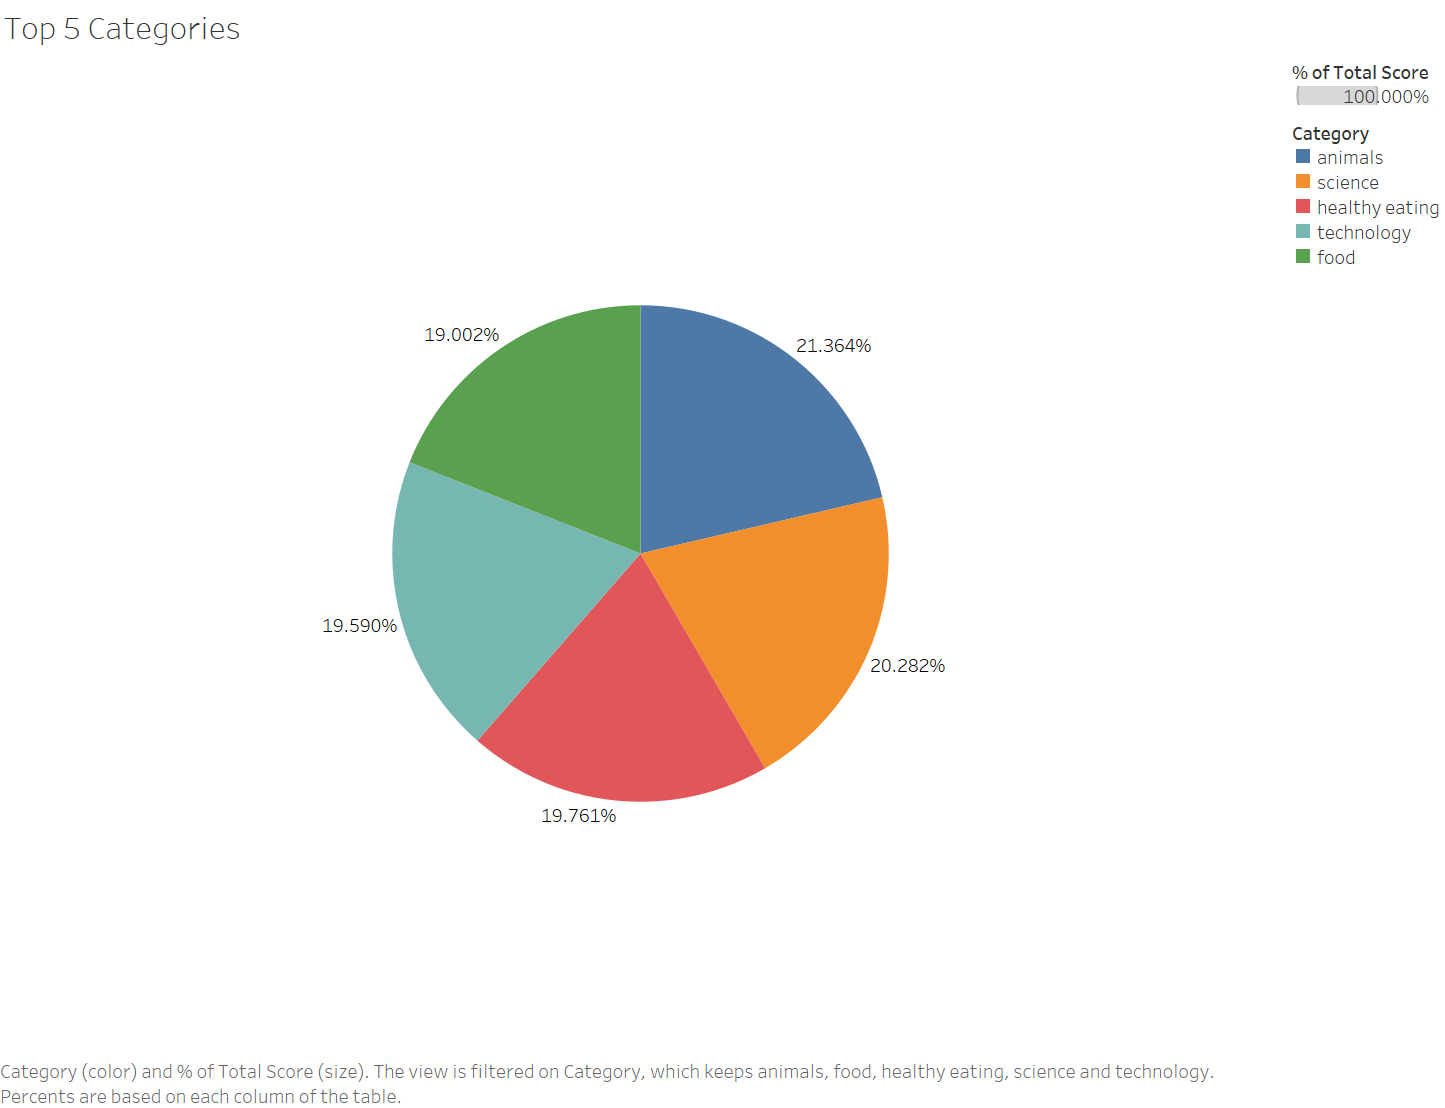 Top 5 Categories
% of Total Score
100.000%
Category
animals
science
healthy eating
technology
food
19.002%
21.364%
19.590%
20.282%
19.761%
Category (color) and % of Total Score (size). The view is filtered on Category, which keeps animals, food, healthy eating, science and technology.
Percents are based on each column of the table.